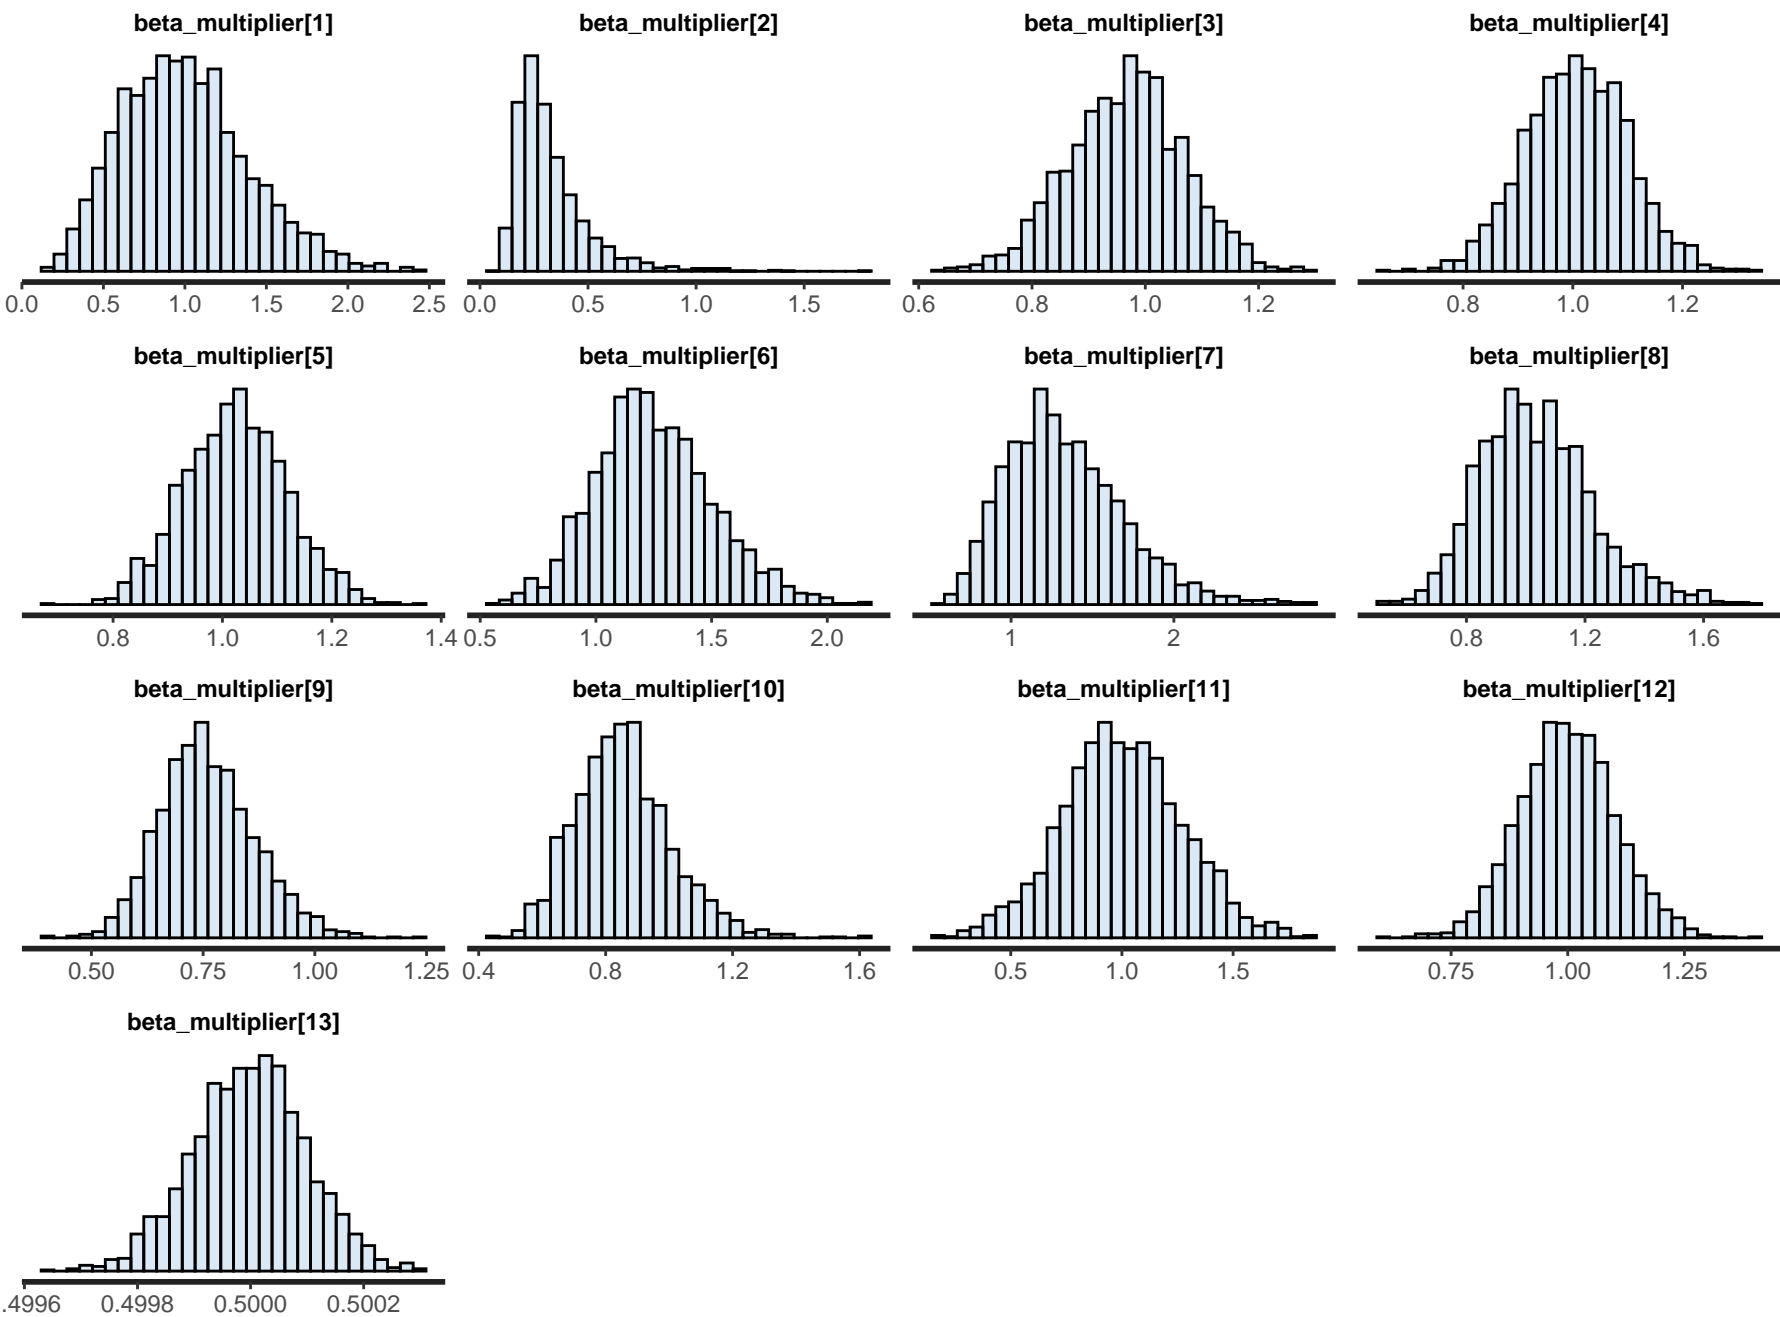 beta_multiplier[1] beta_multiplier[2] beta_multiplier[3] beta_multiplier[4]
0.0 0.5 1.0 1.5 2.0 2.5 0.0 0.5 1.0 1.5 0.6 0.8 1.0 1.2 0.8 1.0 1.2
beta_multiplier[5] beta_multiplier[6] beta_multiplier[7] beta_multiplier[8]
0.8 1.0 1.2 1.4 0.5 1.0 1.5 2.0 1 2 0.8 1.2 1.6
beta_multiplier[9] beta_multiplier[10] beta_multiplier[11] beta_multiplier[12]
0.50 0.75 1.00 1.25 0.4 0.8 1.2 1.6 0.5 1.0 1.5 0.75 1.00 1.25
beta_multiplier[13]
.4996 0.4998 0.5000 0.5002